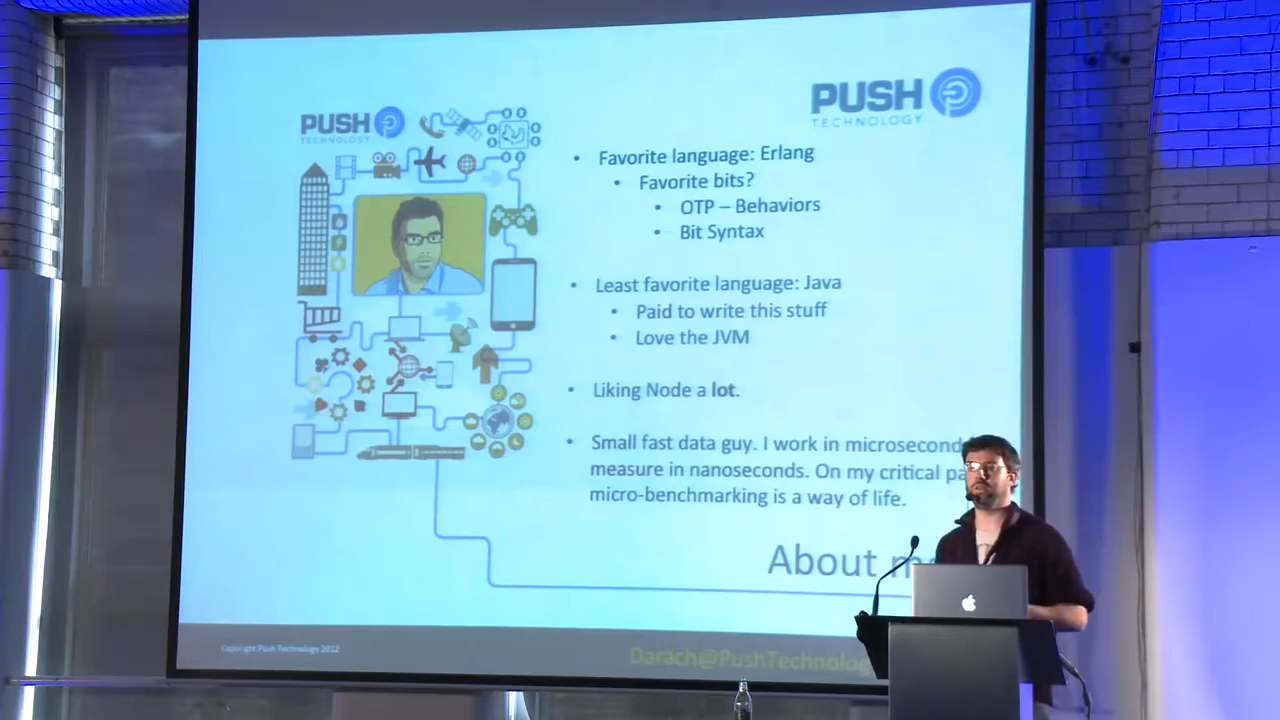 PUSH
TECHNOLOGY
PUSH
TECHNOLOGY
• Favorite language: Erlang
• Favorite bits?
• OTP – Behaviors
• Bit Syntax
• Least favorite language: Java
• Paid to write this stuff
• Love the JVM
• Liking Node a lot.
• Small fast data guy. I work in microsecond
measure in nanoseconds. On my critical pa
micro-benchmarking is a way of life.
About m
Copyright Push Technology 2012
Darach@PushTechnolog